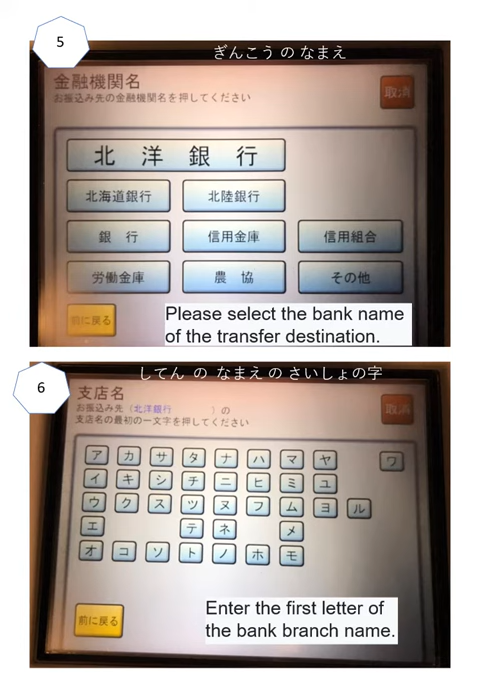 5
ぎんこう の なまえ
金融機関名
お振込み先の金融機関名を押してください
取消
北 洋 銀 行
北海道銀行 北陸銀行
銀 行 信用金庫 信用組合
労働金庫 農 協 その他
前に戻る
Please select the bank name
of the transfer destination.
6
してん の なまえ の さいしょの字
支店名
お振込み先（北洋銀行 ）の
支店名の最初の一文字を押してください
取消
ア カ サ タ ナ ハ マ ヤ ワ
イ キ シ チ ニ ヒ ミ ユ
ウ ク ス ツ ヌ フ ム ヨ ル
エ テ ネ メ
オ コ ソ ト ノ ホ モ
前に戻る
Enter the first letter of
the bank branch name.